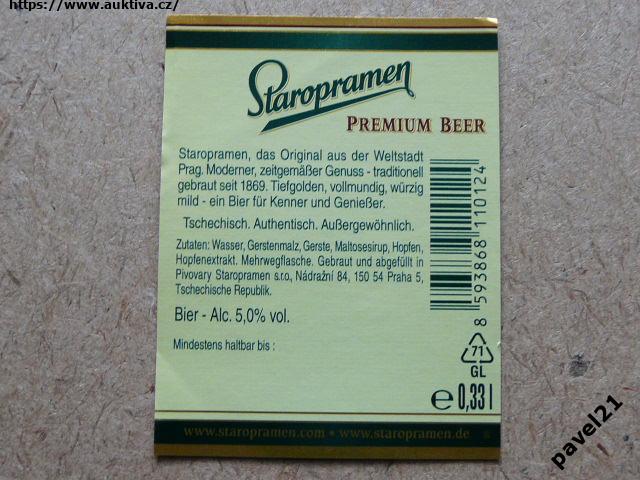 https://www.auktiva.cz/
Staropramen
PREMIUM BEER
Staropramen, das Original aus der Weltstadt
Prag. Moderner, zeitgemäßer Genuss - traditionell
gebraut seit 1869. Tiefgolden, vollmundig, würzig
mild - ein Bier für Kenner und Genießer.
Tschechisch. Authentisch. Außergewöhnlich.
Zutaten: Wasser, Gerstenmalz, Gerste, Maltosesirup, Hopfen,
Hopfenextrakt. Mehrwegflasche. Gebraut und abgefüllt in
Pivovary Staropramen s.r.o., Nádražní 84, 150 54 Praha 5,
Tschechische Republik.
Bier - Alc. 5,0% vol.
Mindestens haltbar bis :
8 593868 110124
71
GL
e 0,33 l
www.staropramen.com • www.staropramen.de
pavel21